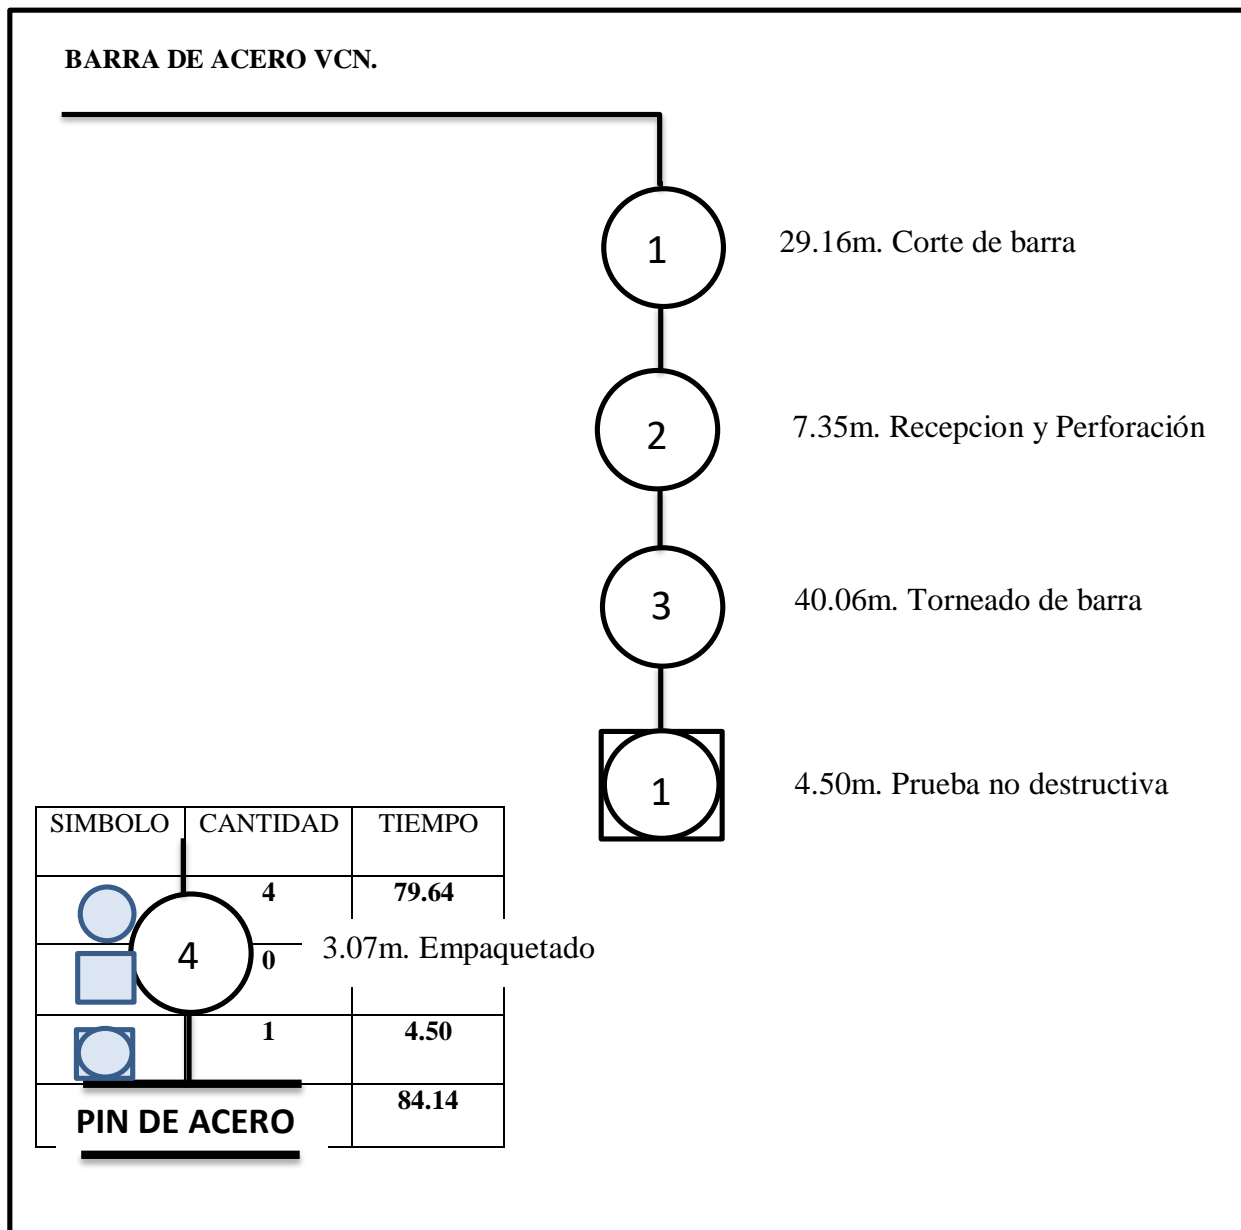 BARRA DE ACERO VCN.
1
29.16m. Corte de barra
2
7.35m. Recepcion y Perforación
3
40.06m. Torneado de barra
1
4.50m. Prueba no destructiva
SIMBOLO CANTIDAD TIEMPO
4 79.64
4
3.07m. Empaquetado
0
1 4.50
84.14
PIN DE ACERO